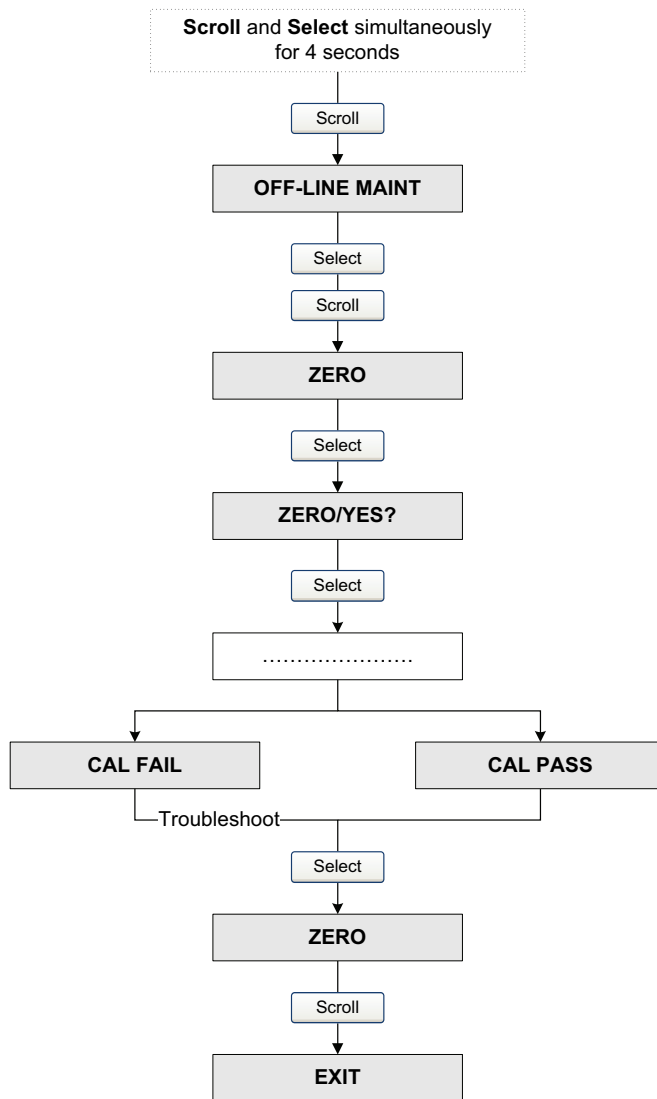 Scroll and Select simultaneously
for 4 seconds
Scroll
OFF-LINE MAINT
Select
Scroll
ZERO
Select
ZERO/YES?
Select
......................
CAL FAIL
CAL PASS
Troubleshoot
Select
ZERO
Scroll
EXIT